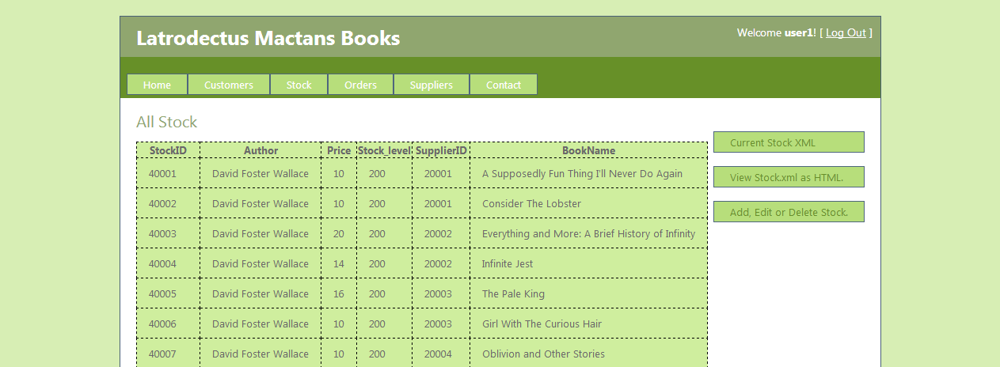 Latrodectus Mactans Books
Welcome user1! [ Log Out ]
Home Customers Stock Orders Suppliers Contact
All Stock
StockID Author Price Stock_level SupplierID BookName
40001 David Foster Wallace 10 200 20001 A Supposedly Fun Thing I'll Never Do Again
40002 David Foster Wallace 10 200 20001 Consider The Lobster
40003 David Foster Wallace 20 200 20002 Everything and More: A Brief History of Infinity
40004 David Foster Wallace 14 200 20002 Infinite Jest
40005 David Foster Wallace 16 200 20003 The Pale King
40006 David Foster Wallace 10 200 20003 Girl With The Curious Hair
40007 David Foster Wallace 10 200 20004 Oblivion and Other Stories
Current Stock XML
View Stock.xml as HTML.
Add, Edit or Delete Stock.